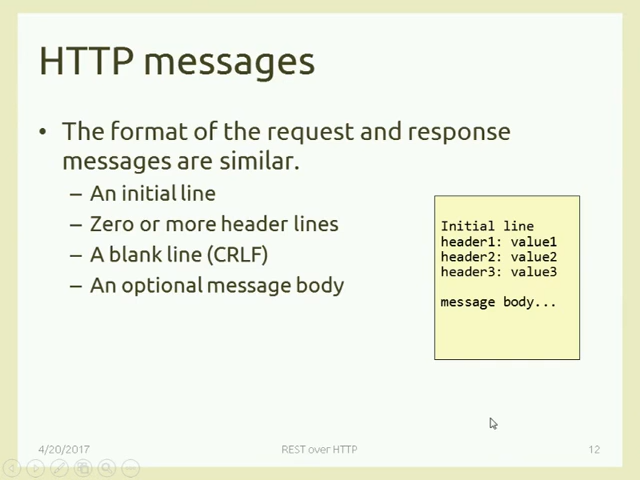 HTTP messages
• The format of the request and response
messages are similar.
– An initial line
– Zero or more header lines
– A blank line (CRLF)
– An optional message body
Initial line
header1: value1
header2: value2
header3: value3
message body...
4/20/2017
REST over HTTP
12